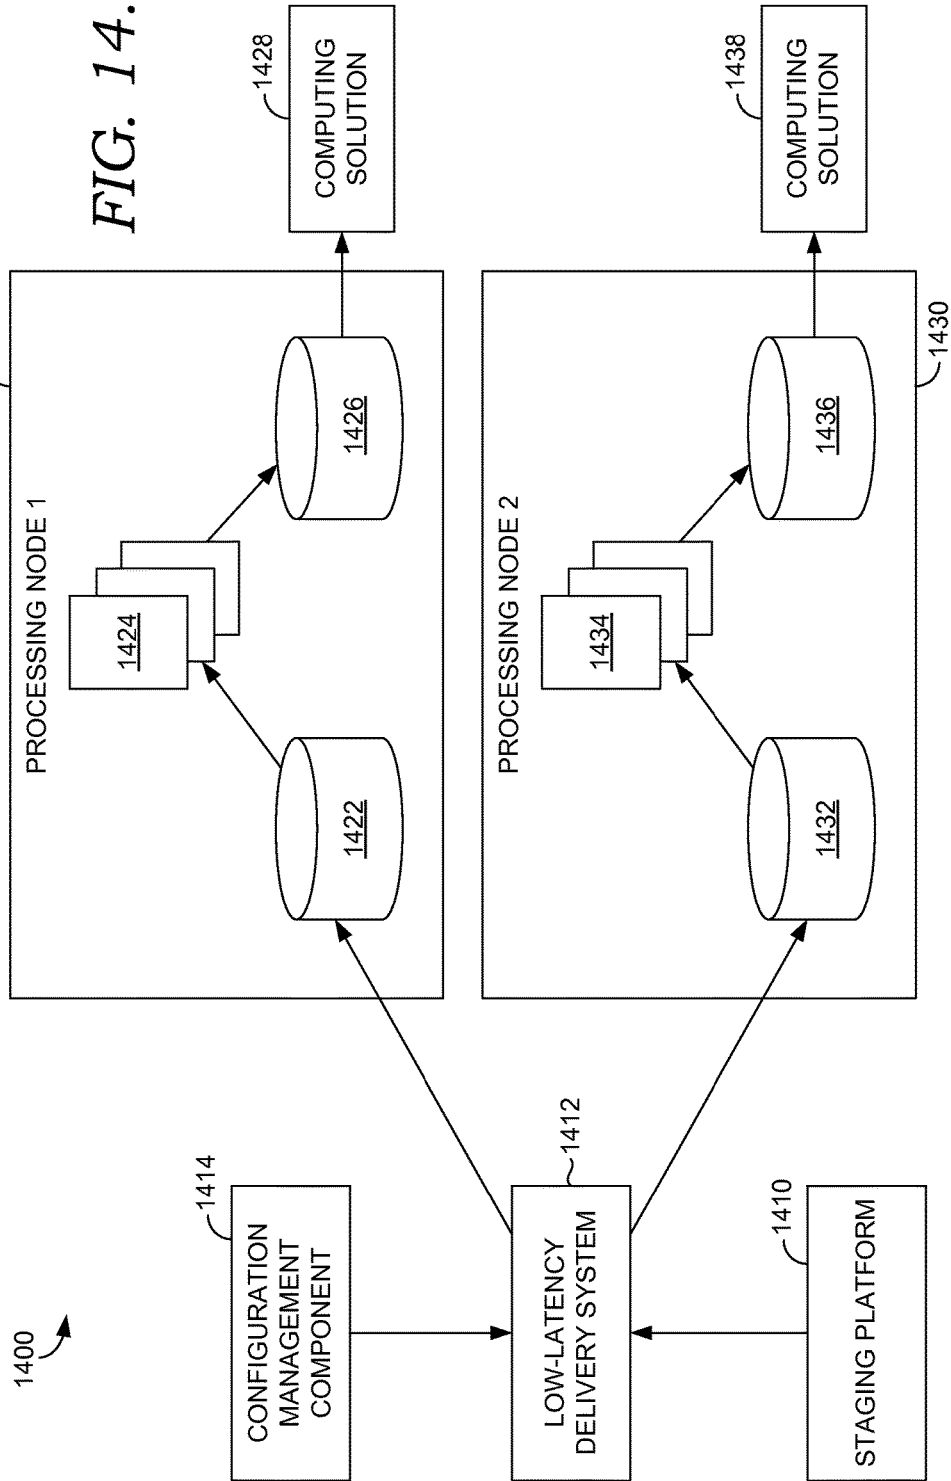 1400
CONFIGURATION
MANAGEMENT
COMPONENT
1414
LOW-LATENCY
DELIVERY SYSTEM
1412
STAGING PLATFORM
1410
PROCESSING NODE 1
1422
1424
1426
COMPUTING
SOLUTION
1428
PROCESSING NODE 2
1432
1434
1436
1430
COMPUTING
SOLUTION
1438
FIG. 14.